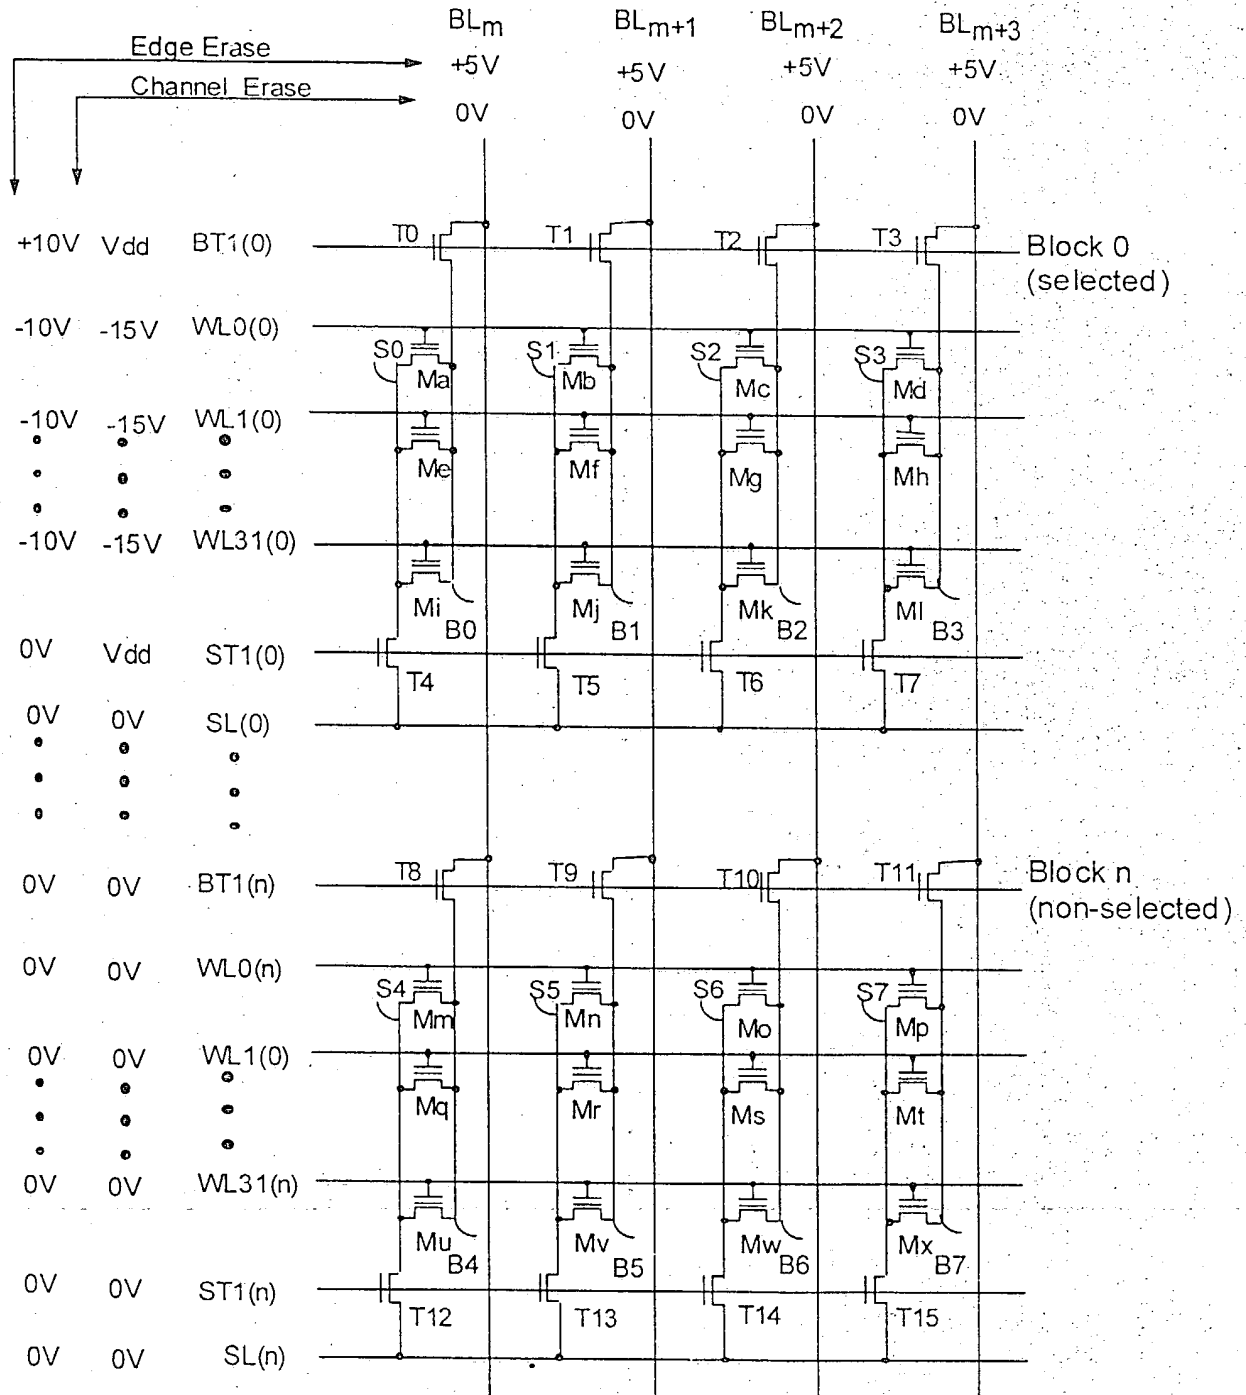 BLm BLm+1 BLm+2 BLm+3
Edge Erase +5V +5V +5V +5V
Channel Erase 0V 0V 0V 0V
+10V Vdd BT1(0) T0 T1 T2 T3 Block 0
(selected)
-10V -15V WL0(0)
S0 S1 S2 S3
Ma Mb Mc Md
-10V -15V WL1(0)
Me Mf Mg Mh
-10V -15V WL31(0)
Mi Mj Mk Ml
B0 B1 B2 B3
0V Vdd ST1(0)
T4 T5 T6 T7
0V 0V SL(0)
T8 T9 T10 T11 Block n
0V 0V BT1(n)
(non-selected)
0V 0V WL0(n)
S4 S5 S6 S7
Mm Mn Mo Mp
0V 0V WL1(0)
Mq Mr Ms Mt
0V 0V WL31(n)
Mu Mv Mw Mx
B4 B5 B6 B7
0V 0V ST1(n)
T12 T13 T14 T15
0V 0V SL(n)